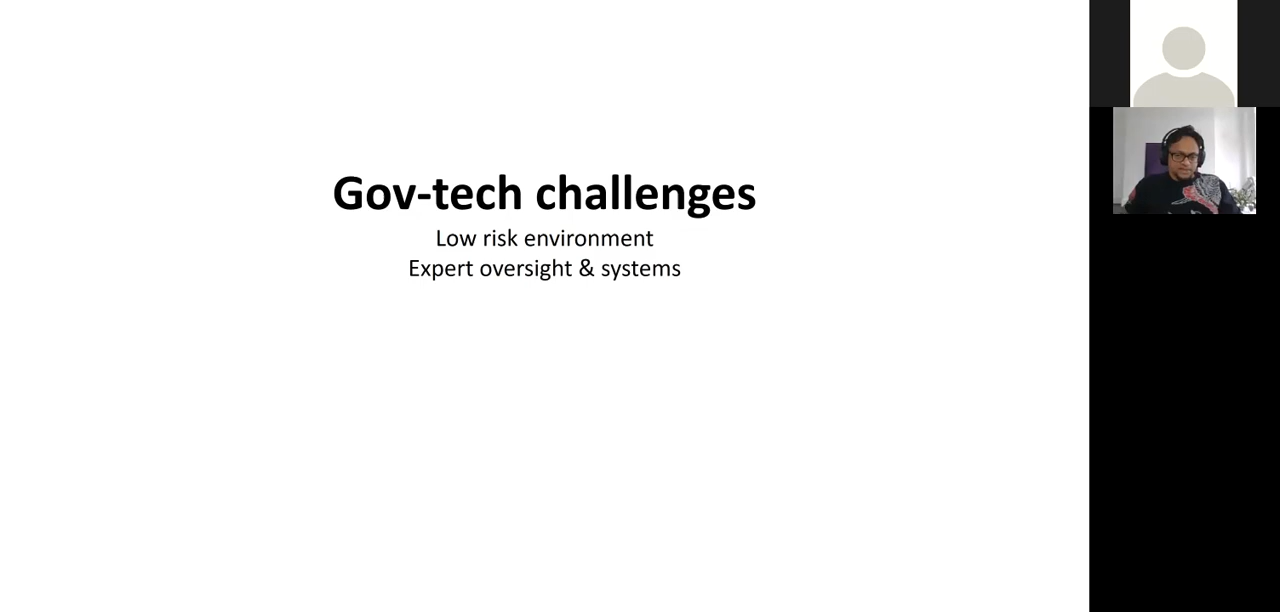 Gov-tech challenges
Low risk environment
Expert oversight & systems